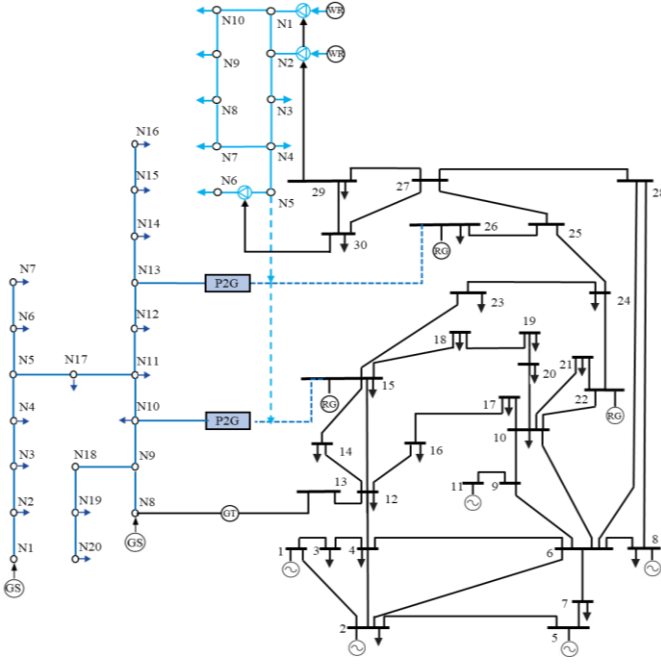 N10 N1 WR
N9 N2 WR
N8 N3
N7 N4
N6 N5
N16
N15
N14
N13 P2G
N12
N11
N10 P2G
N9
N8 GT
GS
N7
N6
N5 N17
N4
N3 N18
N2 N19
N1 N20
GS
29 27 28
30 26 25
RG
23 24
18 19
15 20 21
RG 22
RG
17 10
14 16
13 12 11 9
1 3 4 6 8
2 5 7